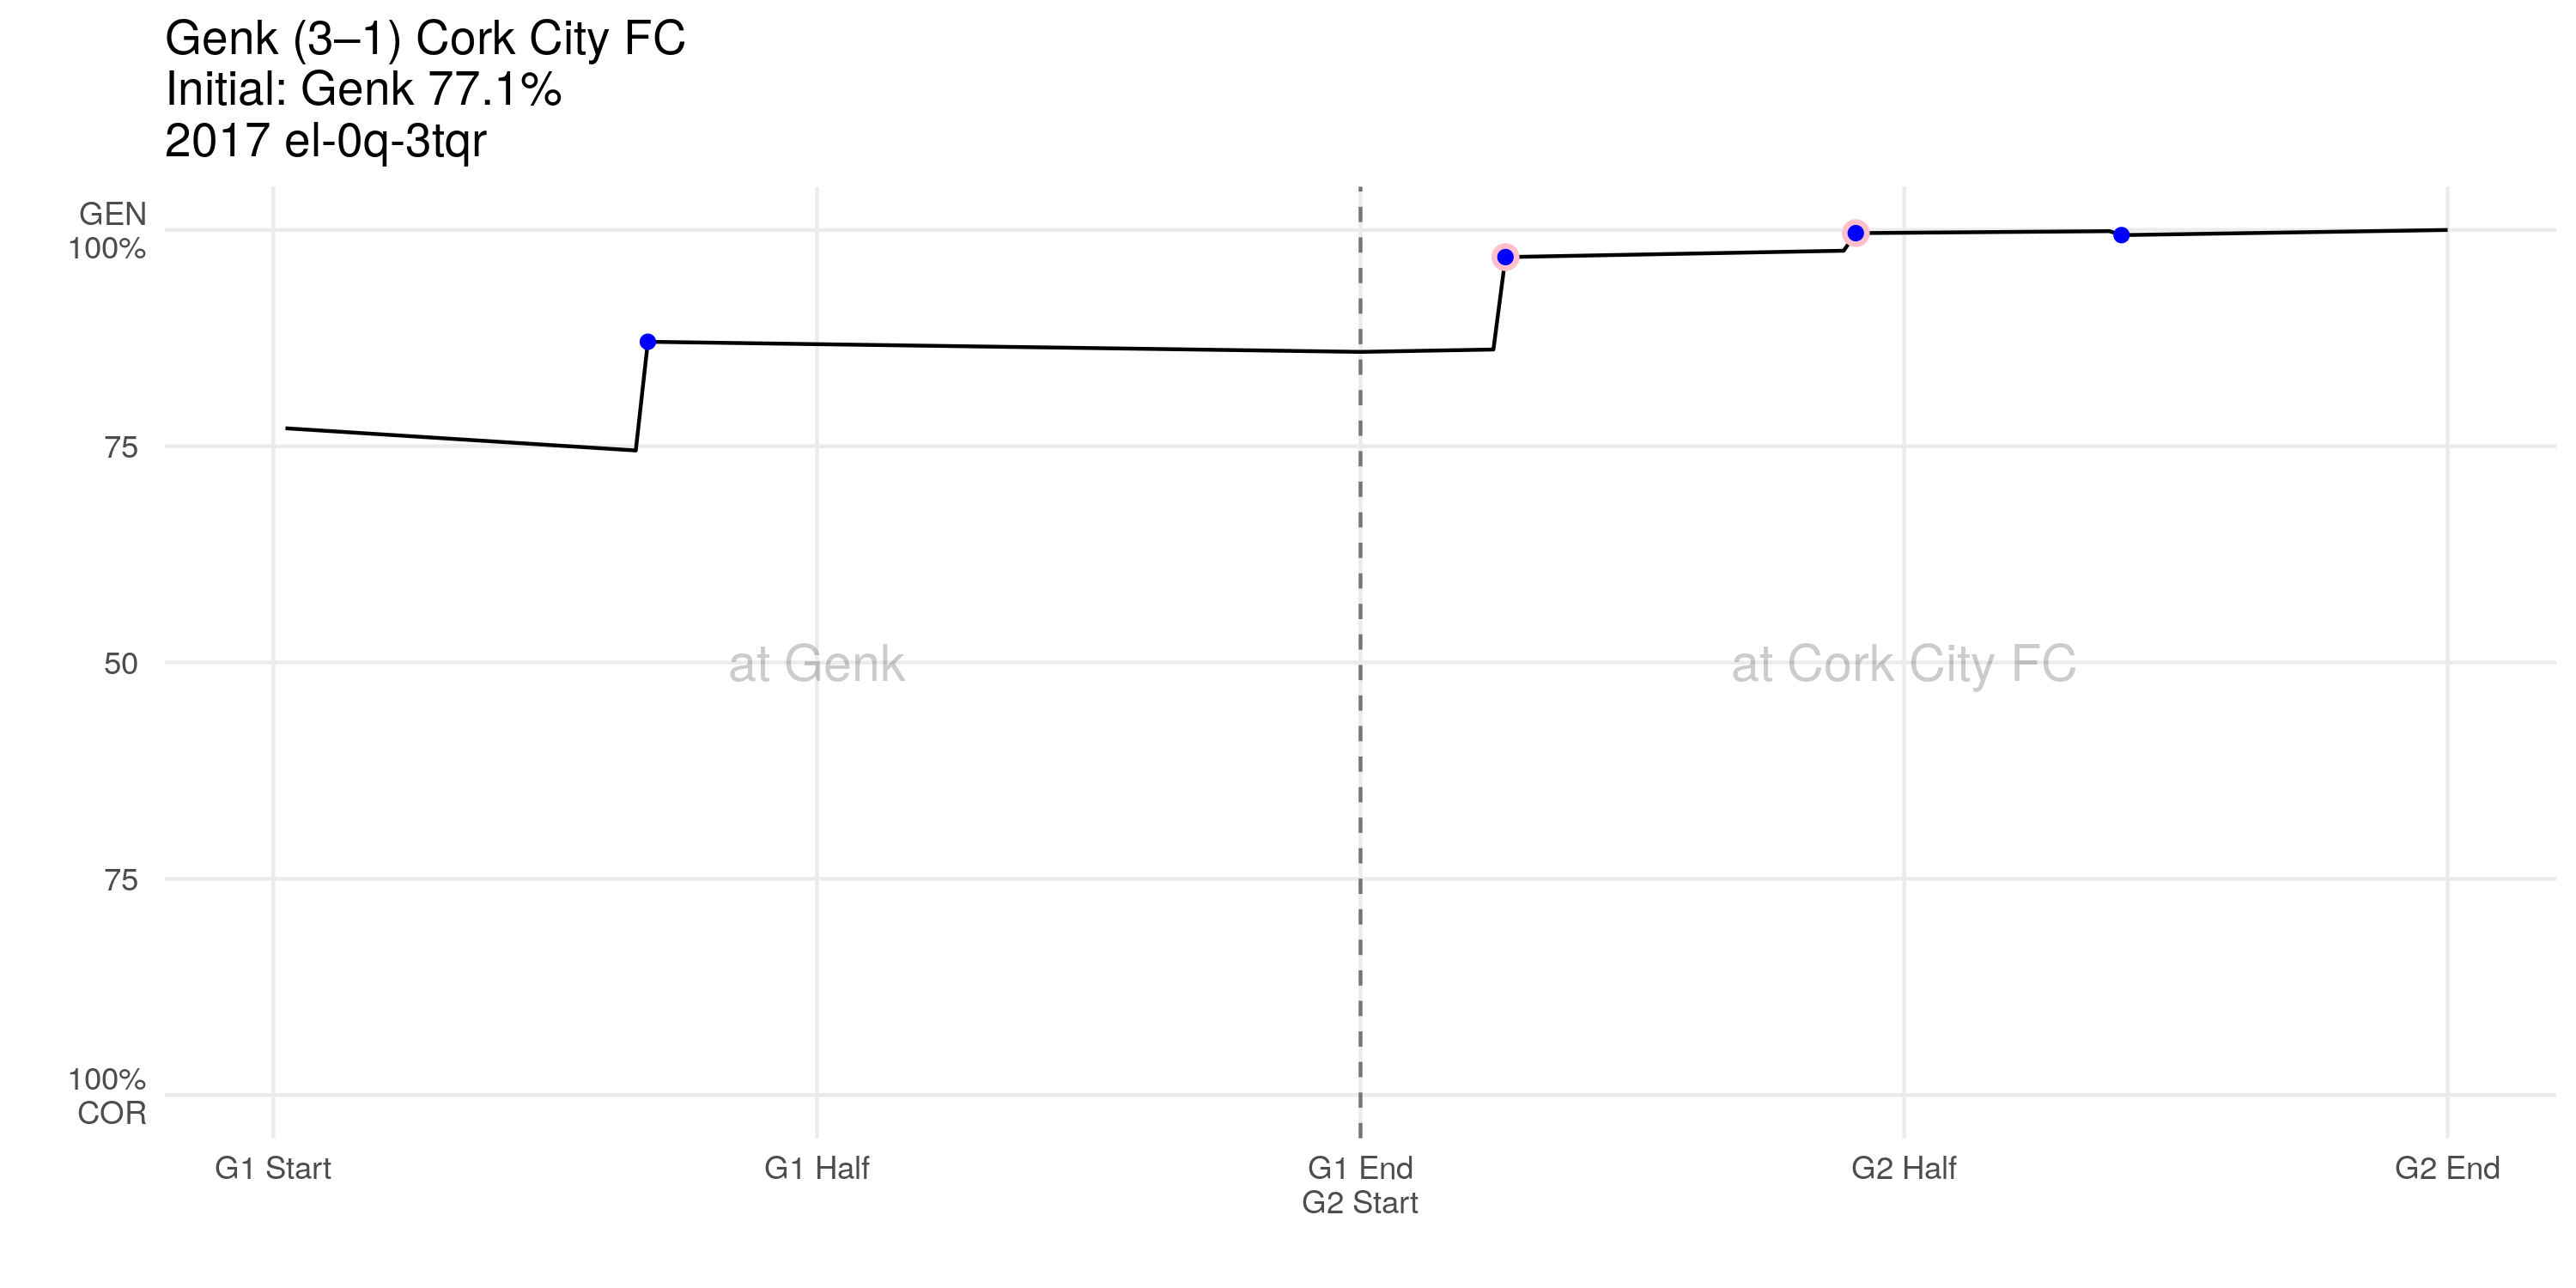 Genk (3–1) Cork City FC
Initial: Genk 77.1%
2017 el-0q-3tqr
GEN
100%
75
50
75
100%
COR
at Genk
at Cork City FC
G1 Start
G1 Half
G1 End
G2 Start
G2 Half
G2 End